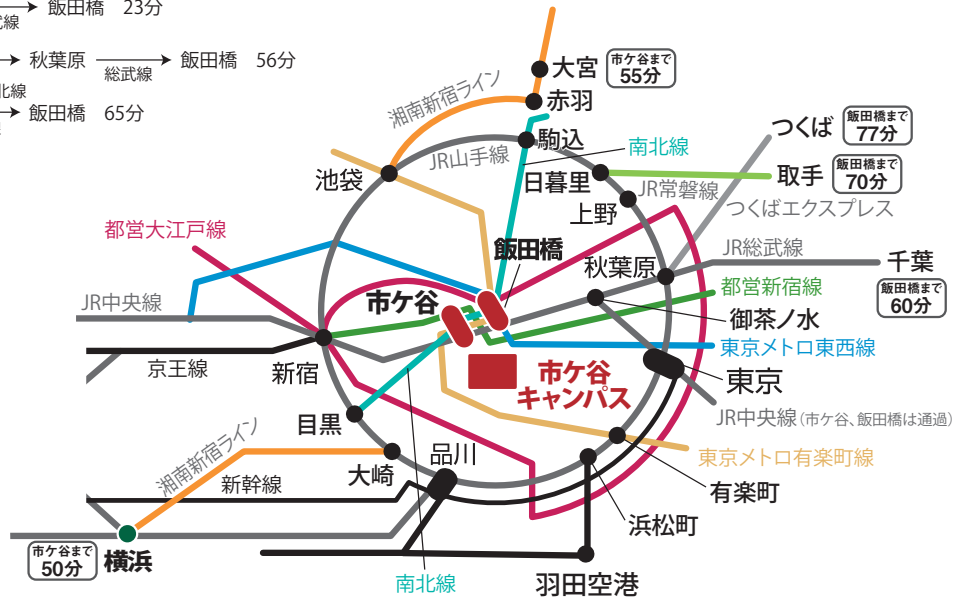 飯田橋 23分
武線
秋葉原 飯田橋 56分
総武線
北線
飯田橋 65分
大宮
市ケ谷まで
55分
赤羽
湘南新宿ライン
駒込
JR山手線
南北線
つくば
飯田橋まで
77分
池袋
日暮里
取手
飯田橋まで
70分
JR常磐線
上野
つくばエクスプレス
都営大江戸線
飯田橋
JR総武線
秋葉原
千葉
飯田橋まで
60分
都営新宿線
JR中央線
市ケ谷
御茶ノ水
東京メトロ東西線
京王線
新宿
市ケ谷
キャンパス
東京
JR中央線(市ケ谷、飯田橋は通過)
目黒
品川
東京メトロ有楽町線
湘南新宿ライン
大崎
新幹線
有楽町
浜松町
市ケ谷まで
50分
横浜
南北線
羽田空港